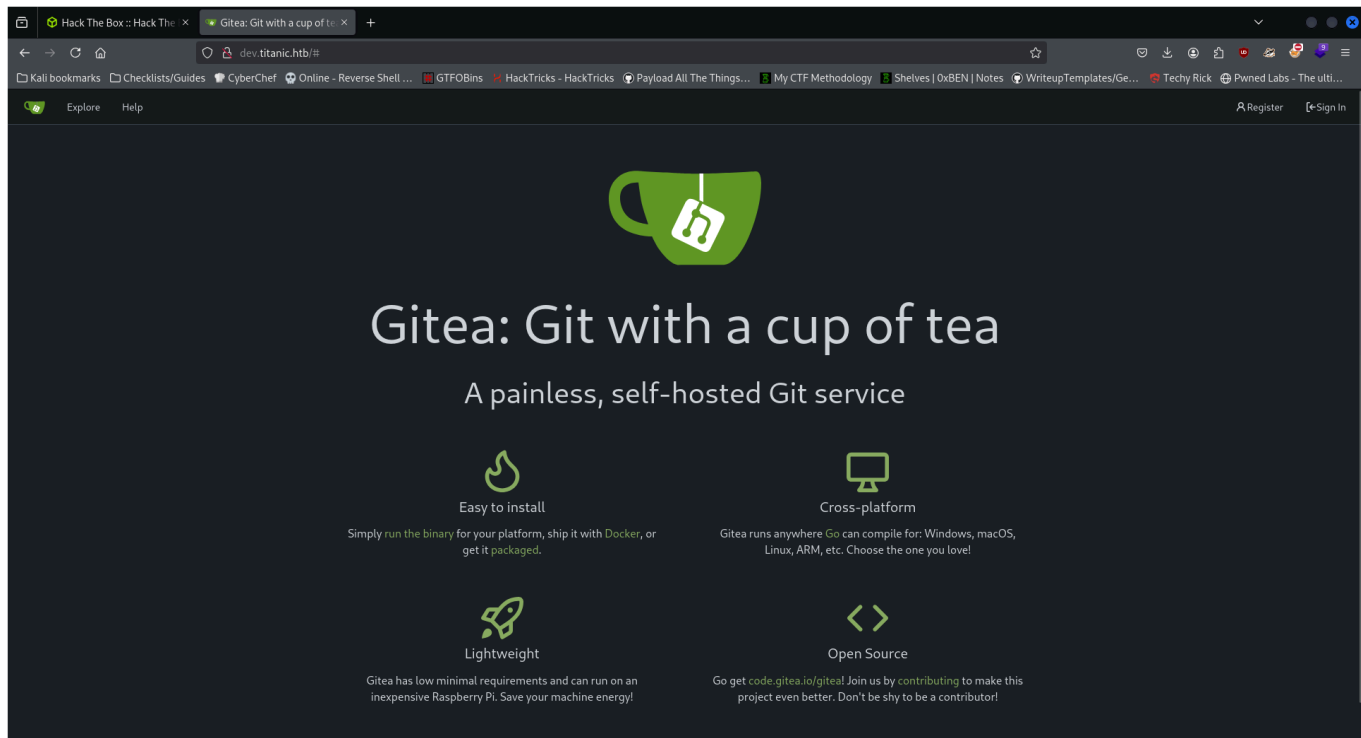 Hack The Box :: Hack The
Gitea: Git with a cup of te
dev.titanic.htb/#
Kali bookmarks Checklists/Guides CyberChef Online - Reverse Shell ... GTFOBins HackTricks - HackTricks Payload All The Things... My CTF Methodology Shelves | 0xBEN | Notes WriteupTemplates/Ge... Techy Rick Pwned Labs - The ulti...
Explore Help Register Sign In
Gitea: Git with a cup of tea
A painless, self-hosted Git service
Easy to install
Simply run the binary for your platform, ship it with Docker, or
get it packaged.
Cross-platform
Gitea runs anywhere Go can compile for: Windows, macOS,
Linux, ARM, etc. Choose the one you love!
Lightweight
Gitea has low minimal requirements and can run on an
inexpensive Raspberry Pi. Save your machine energy!
Open Source
Go get code.gitea.io/gitea! Join us by contributing to make this
project even better. Don't be shy to be a contributor!